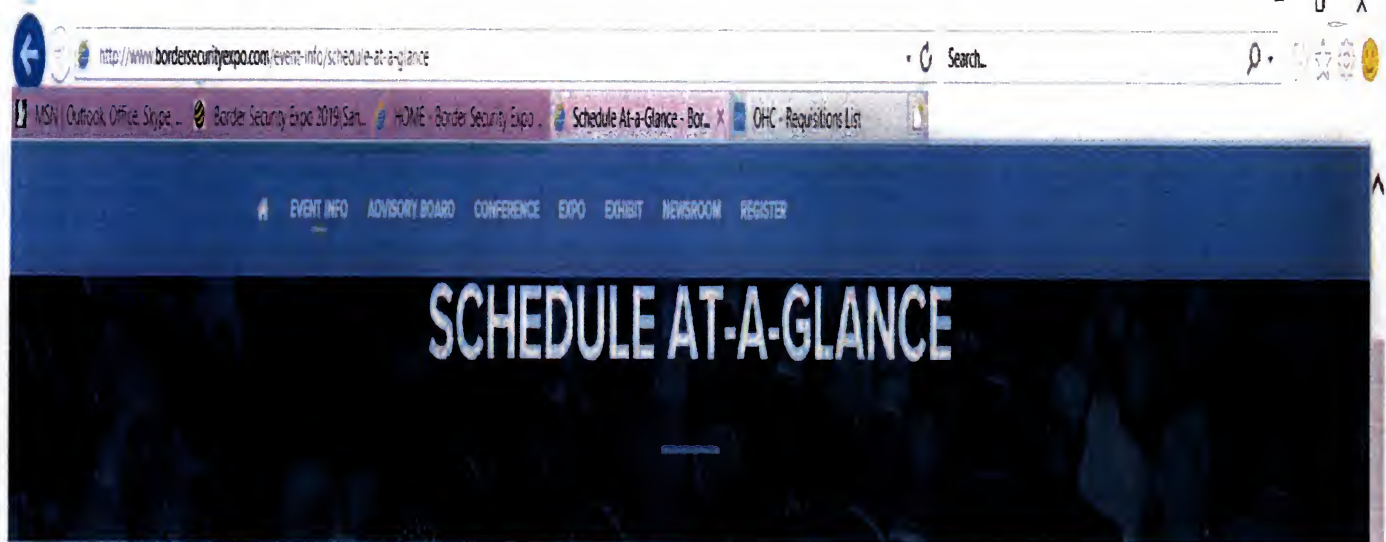 http://www.bordersecurityexpo.com/event-info/schedule-at-a-glance Search...
MSN | Outlook, Office, Skype, ... Border Security Expo 2019, San... HOME - Border Security Expo ... Schedule At-a-Glance - Bor... × OHC - Requisitions List
EVENT INFO ADVISORY BOARD CONFERENCE EXPO EXHIBIT NEWSROOM REGISTER
SCHEDULE AT-A-GLANCE